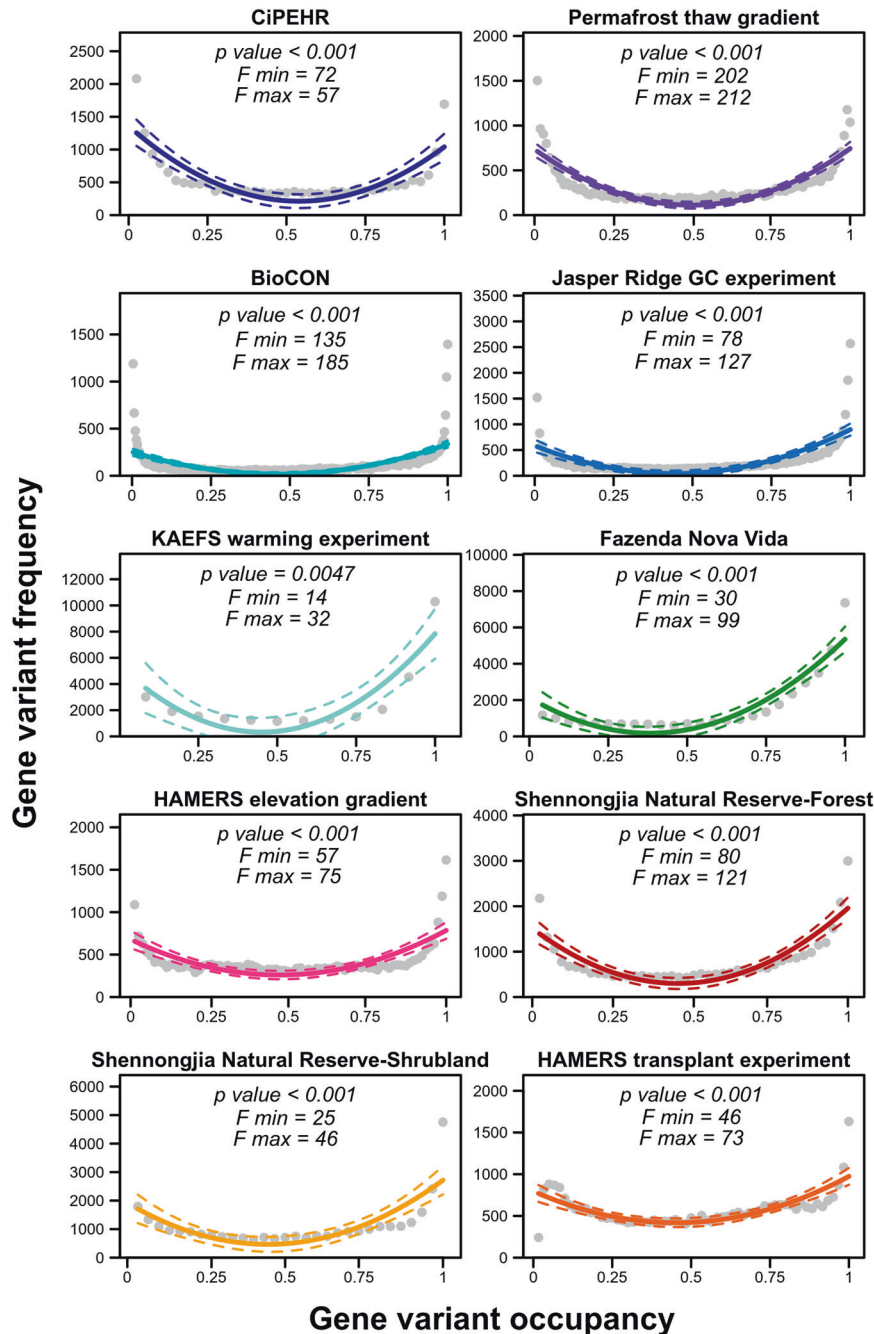 Gene variant frequency
CiPEHR
p value < 0.001
F min = 72
F max = 57
2500
2000
1500
1000
500
0
0 0.25 0.5 0.75 1
Permafrost thaw gradient
p value < 0.001
F min = 202
F max = 212
2000
1500
1000
500
0
0 0.25 0.5 0.75 1
BioCON
p value < 0.001
F min = 135
F max = 185
1500
1000
500
0
0 0.25 0.5 0.75 1
Jasper Ridge GC experiment
p value < 0.001
F min = 78
F max = 127
3500
3000
2500
2000
1500
1000
500
0
0 0.25 0.5 0.75 1
KAEFS warming experiment
p value = 0.0047
F min = 14
F max = 32
12000
10000
8000
6000
4000
2000
0
0.25 0.5 0.75 1
Fazenda Nova Vida
p value < 0.001
F min = 30
F max = 99
10000
8000
6000
4000
2000
0
0 0.25 0.5 0.75 1
HAMERS elevation gradient
p value < 0.001
F min = 57
F max = 75
2000
1500
1000
500
0
0 0.25 0.5 0.75 1
Shennongjia Natural Reserve-Forest
p value < 0.001
F min = 80
F max = 121
4000
3000
2000
1000
0
0 0.25 0.5 0.75 1
Shennongjia Natural Reserve-Shrubland
p value < 0.001
F min = 25
F max = 46
6000
5000
4000
3000
2000
1000
0
0 0.25 0.5 0.75 1
HAMERS transplant experiment
p value < 0.001
F min = 46
F max = 73
2000
1500
1000
500
0
0 0.25 0.5 0.75 1
Gene variant occupancy